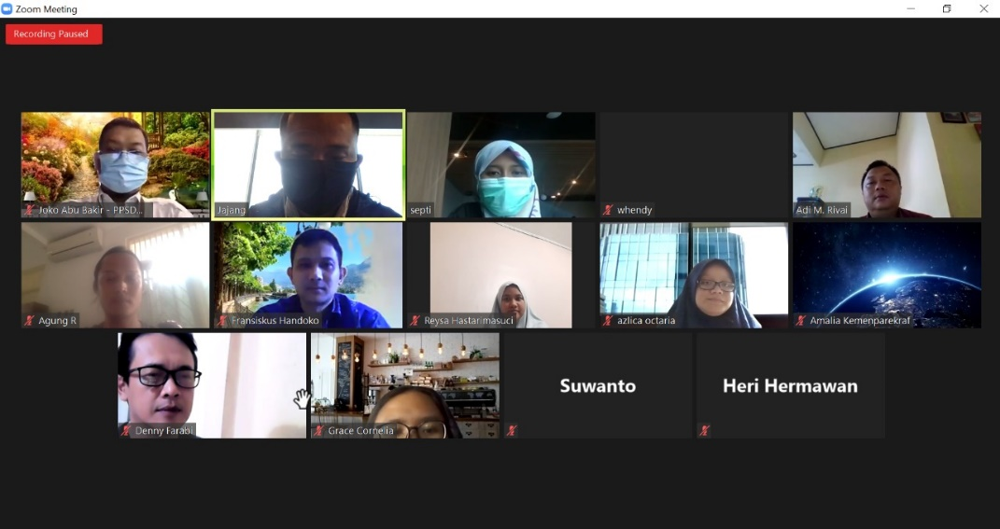 Zoom Meeting
Recording Paused
Joko Abu Bakir - PPSD...
Jajang
septi
whendy
Adi M. Rivai
Agung R
Fransiskus Handoko
Reysa Hastarimasuci
azlica octaria
Amalia Kemenparekraf
Denny Farabi
Grace Cornelia
Suwanto
Heri Hermawan